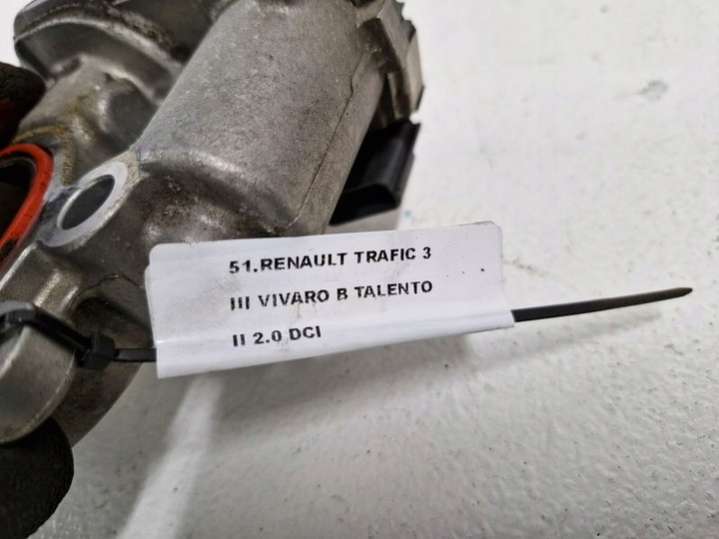 51.RENAULT TRAFIC 3
III VIVARO B TALENTO
II 2.0 DCI